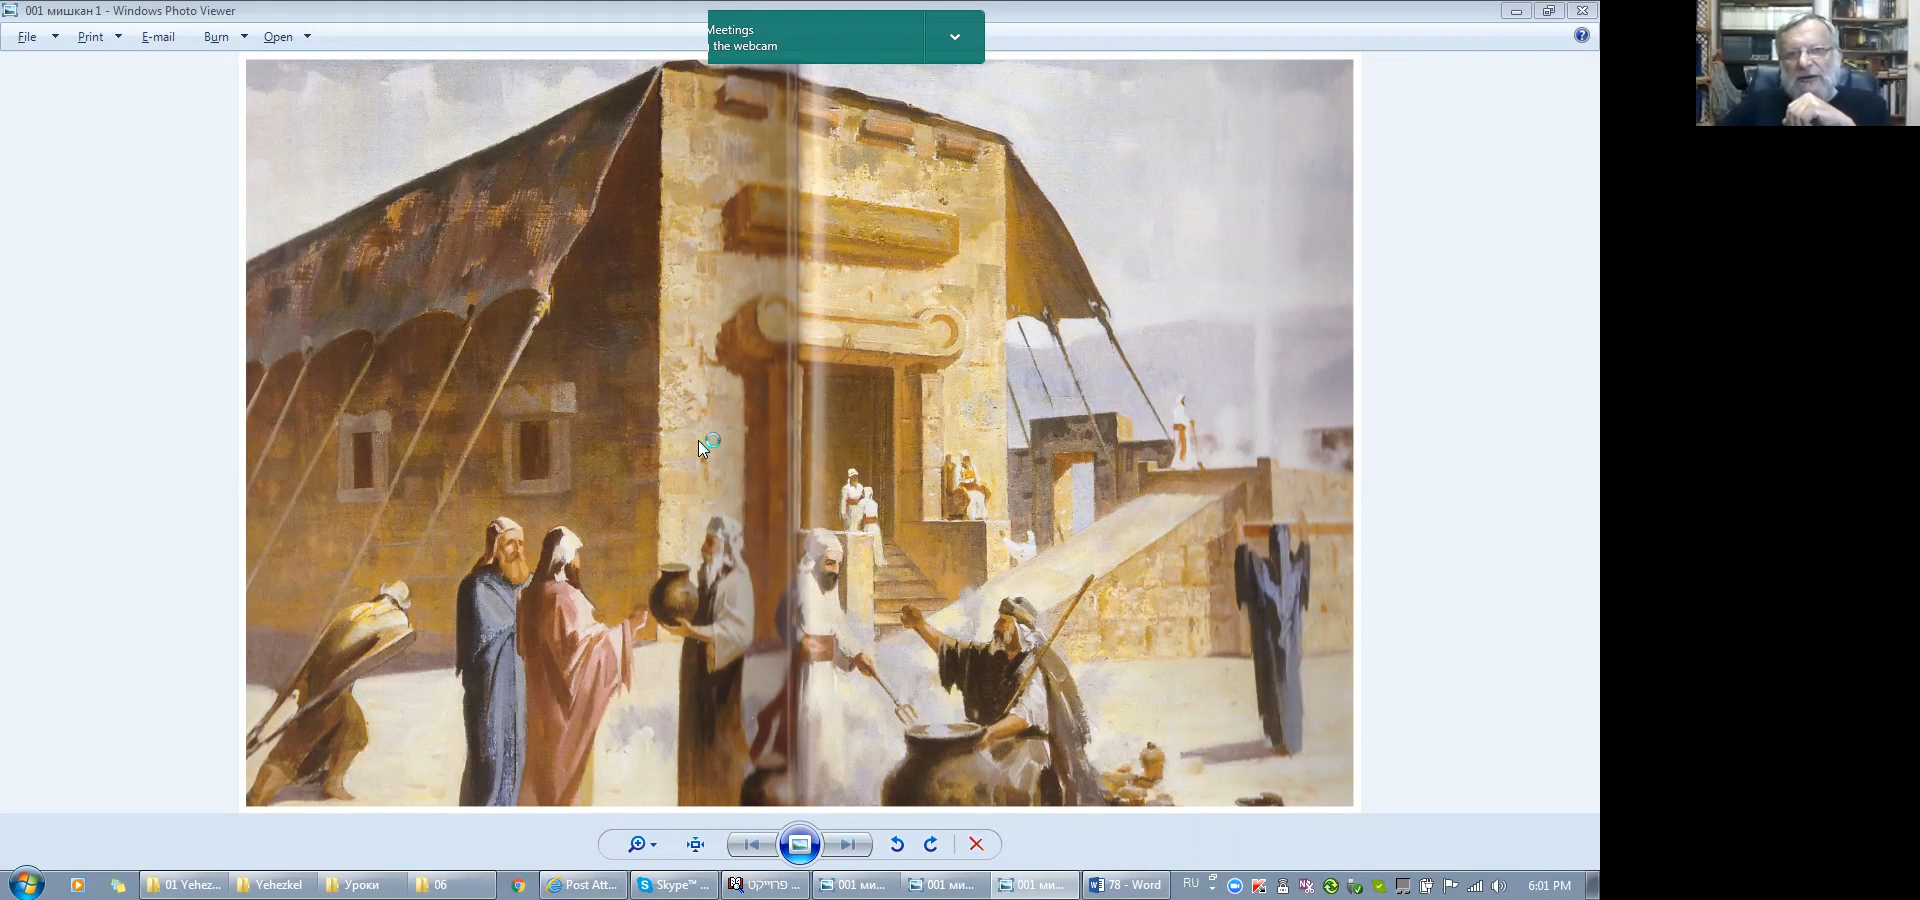 001 мишкан 1 - Windows Photo Viewer
File Print E-mail Burn Open
Meetings
the webcam
01 Yehez... Yehezkel Уроки 06 Post Att... Skype™ ... פרוייקט ... 001 ми... 001 ми... 001 ми... 78 - Word RU 6:01 PM